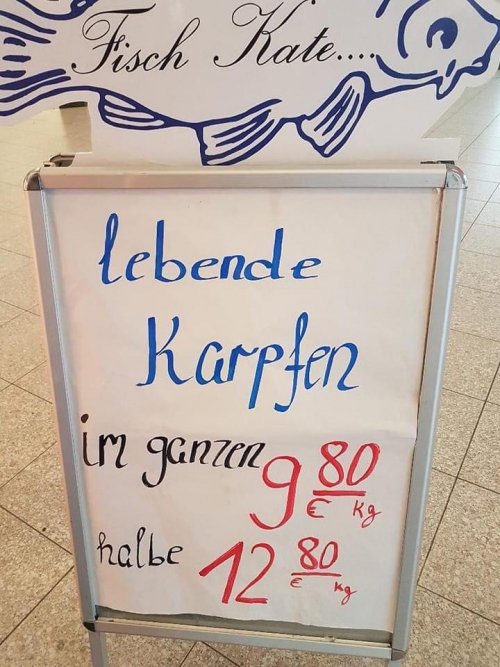 Fisch Kate....
lebende
Karpfen
im ganzen 9 80 € kg
halbe 12 80 € kg